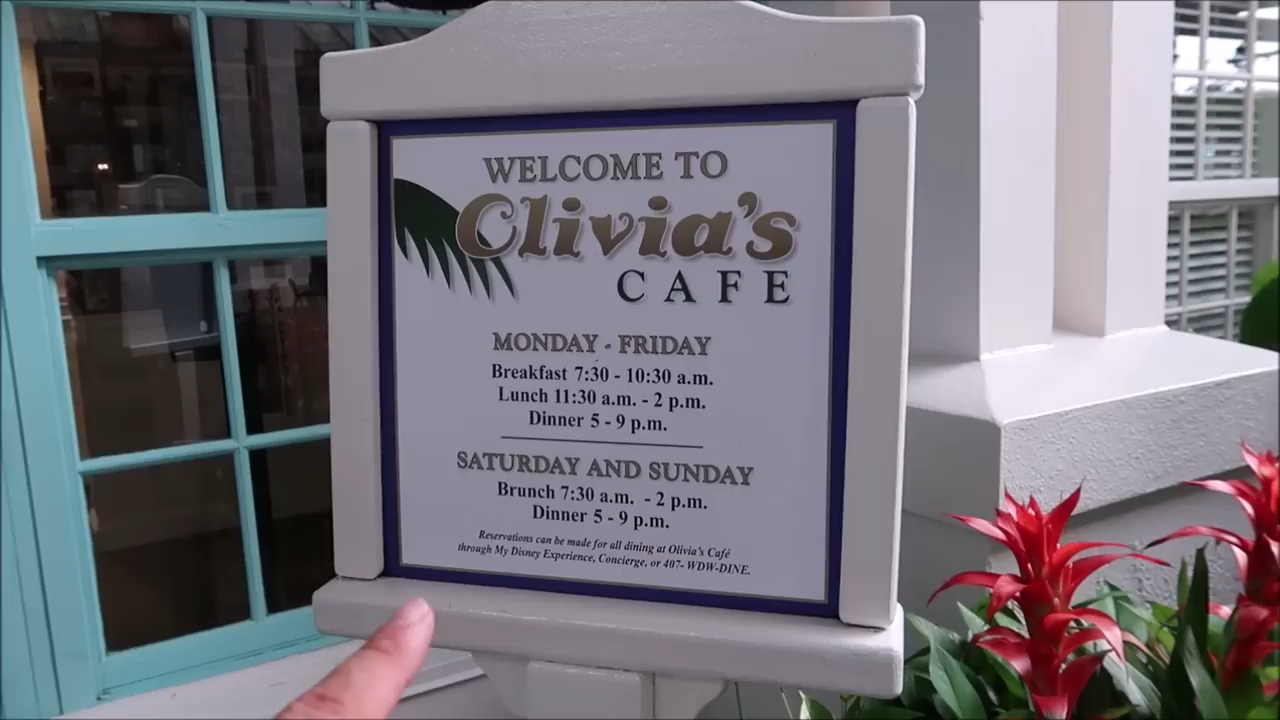 WELCOME TO
Olivia's
CAFE
MONDAY - FRIDAY
Breakfast 7:30 - 10:30 a.m.
Lunch 11:30 a.m. - 2 p.m.
Dinner 5 - 9 p.m.
SATURDAY AND SUNDAY
Brunch 7:30 a.m. - 2 p.m.
Dinner 5 - 9 p.m.
Reservations can be made for all dining at Olivia's Café
through My Disney Experience, Concierge, or 407- WDW-DINE.